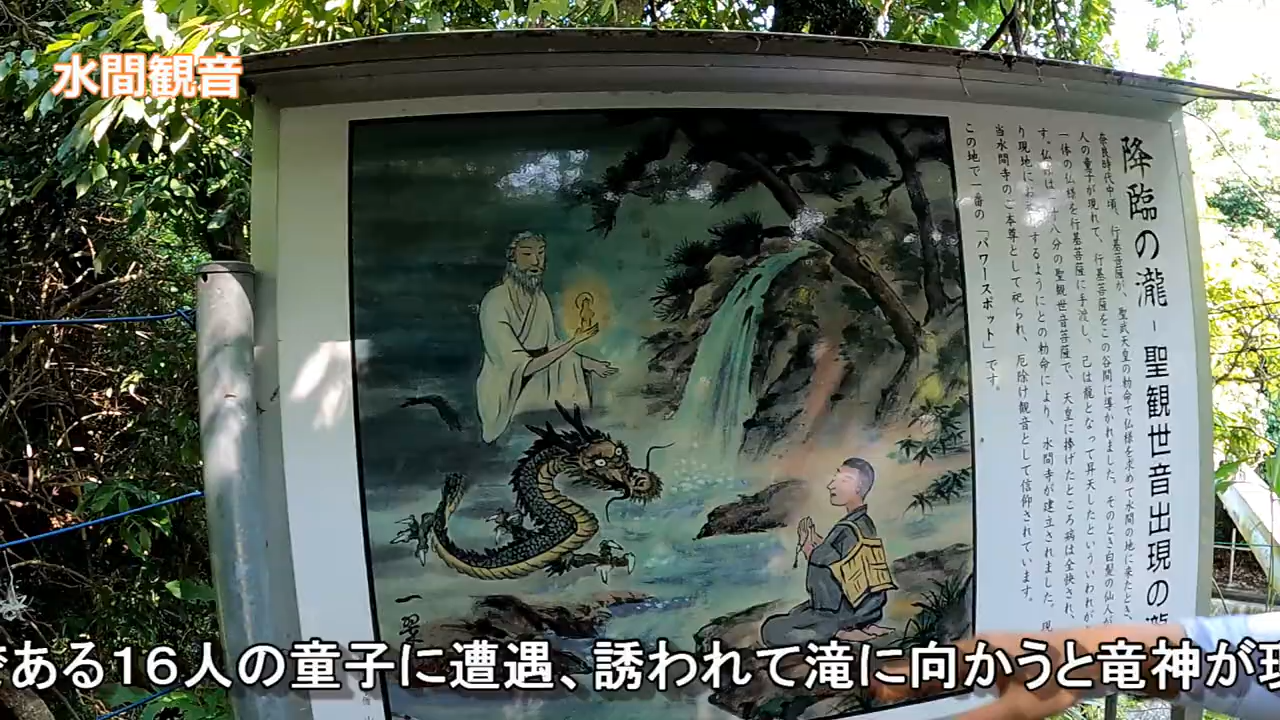 水間観音
降臨の瀧 - 聖観世音出現の瀧
奈良時代中頃、行基菩薩が、聖武天皇の勅命で仏様を求めて水間の地に来たとき、
人の童子が現れて、行基菩薩をこの谷間に導かれました。そのとき白髪の仙人が
一体の仏様を行基菩薩に手渡し、己は龍となって昇天したといういわれが
す。仏像は一寸八分の聖観世音菩薩で、天皇に捧げたところ病は全快され、
り現地にお するようにとの勅命により、水間寺が建立されました。現
当水間寺のご本尊として祀られ、厄除け観音として信仰されています。
この地で一番の「パワースポット」です。
一翠
である16人の童子に遭遇、誘われて滝に向かうと竜神が現